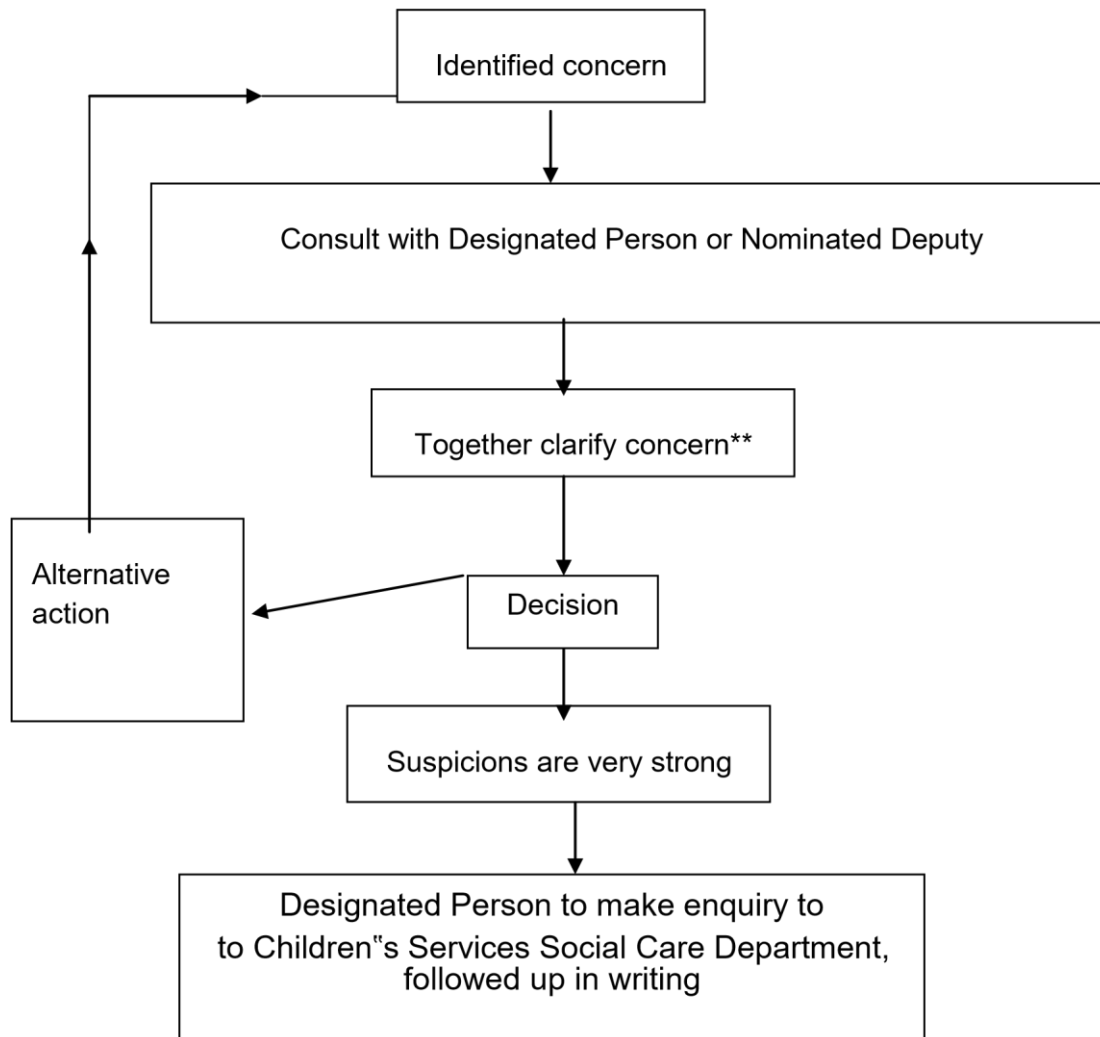 Identified concern
Consult with Designated Person or Nominated Deputy
Together clarify concern**
Alternative
action
Decision
Suspicions are very strong
Designated Person to make enquiry to
to Children‟s Services Social Care Department,
followed up in writing